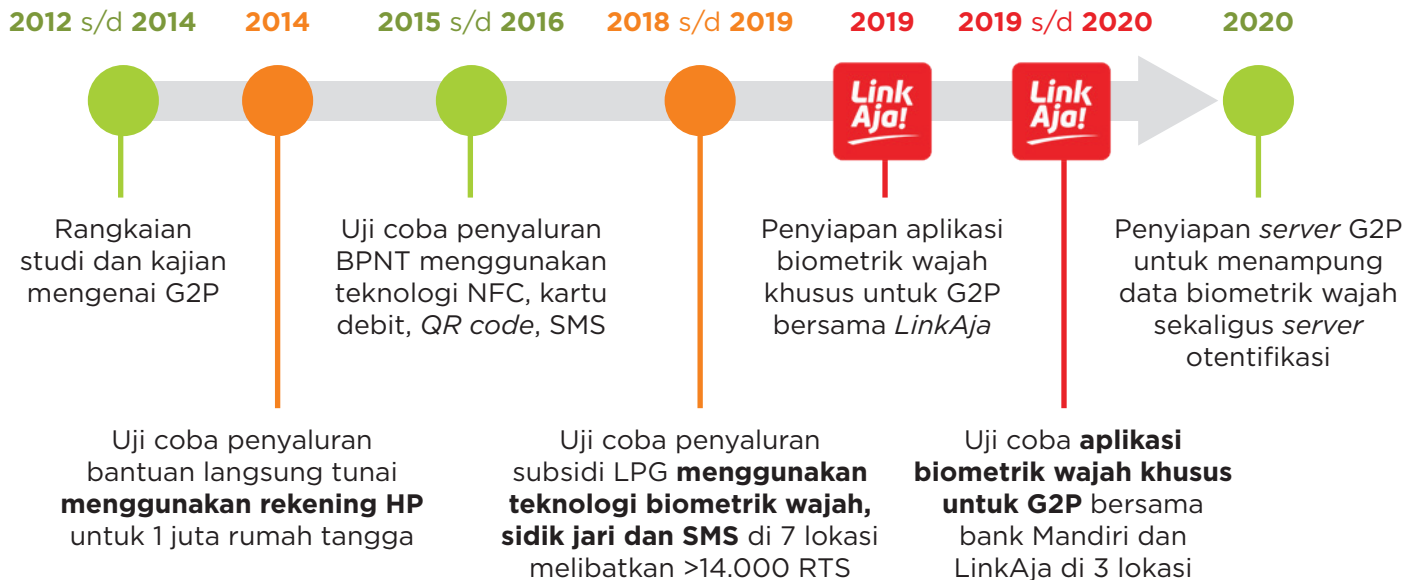 2012 s/d 2014
2014
2015 s/d 2016
2018 s/d 2019
2019
2019 s/d 2020
2020
Link
Aja!
Link
Aja!
Rangkaian
studi dan kajian
mengenai G2P
Uji coba penyaluran
bantuan langsung tunai
menggunakan rekening HP
untuk 1 juta rumah tangga
Uji coba penyaluran
BPNT menggunakan
teknologi NFC, kartu
debit, QR code, SMS
Uji coba penyaluran
subsidi LPG menggunakan
teknologi biometrik wajah,
sidik jari dan SMS di 7 lokasi
melibatkan >14.000 RTS
Penyiapan aplikasi
biometrik wajah
khusus untuk G2P
bersama LinkAja
Uji coba aplikasi
biometrik wajah khusus
untuk G2P bersama
bank Mandiri dan
LinkAja di 3 lokasi
Penyiapan server G2P
untuk menampung
data biometrik wajah
sekaligus server
otentifikasi